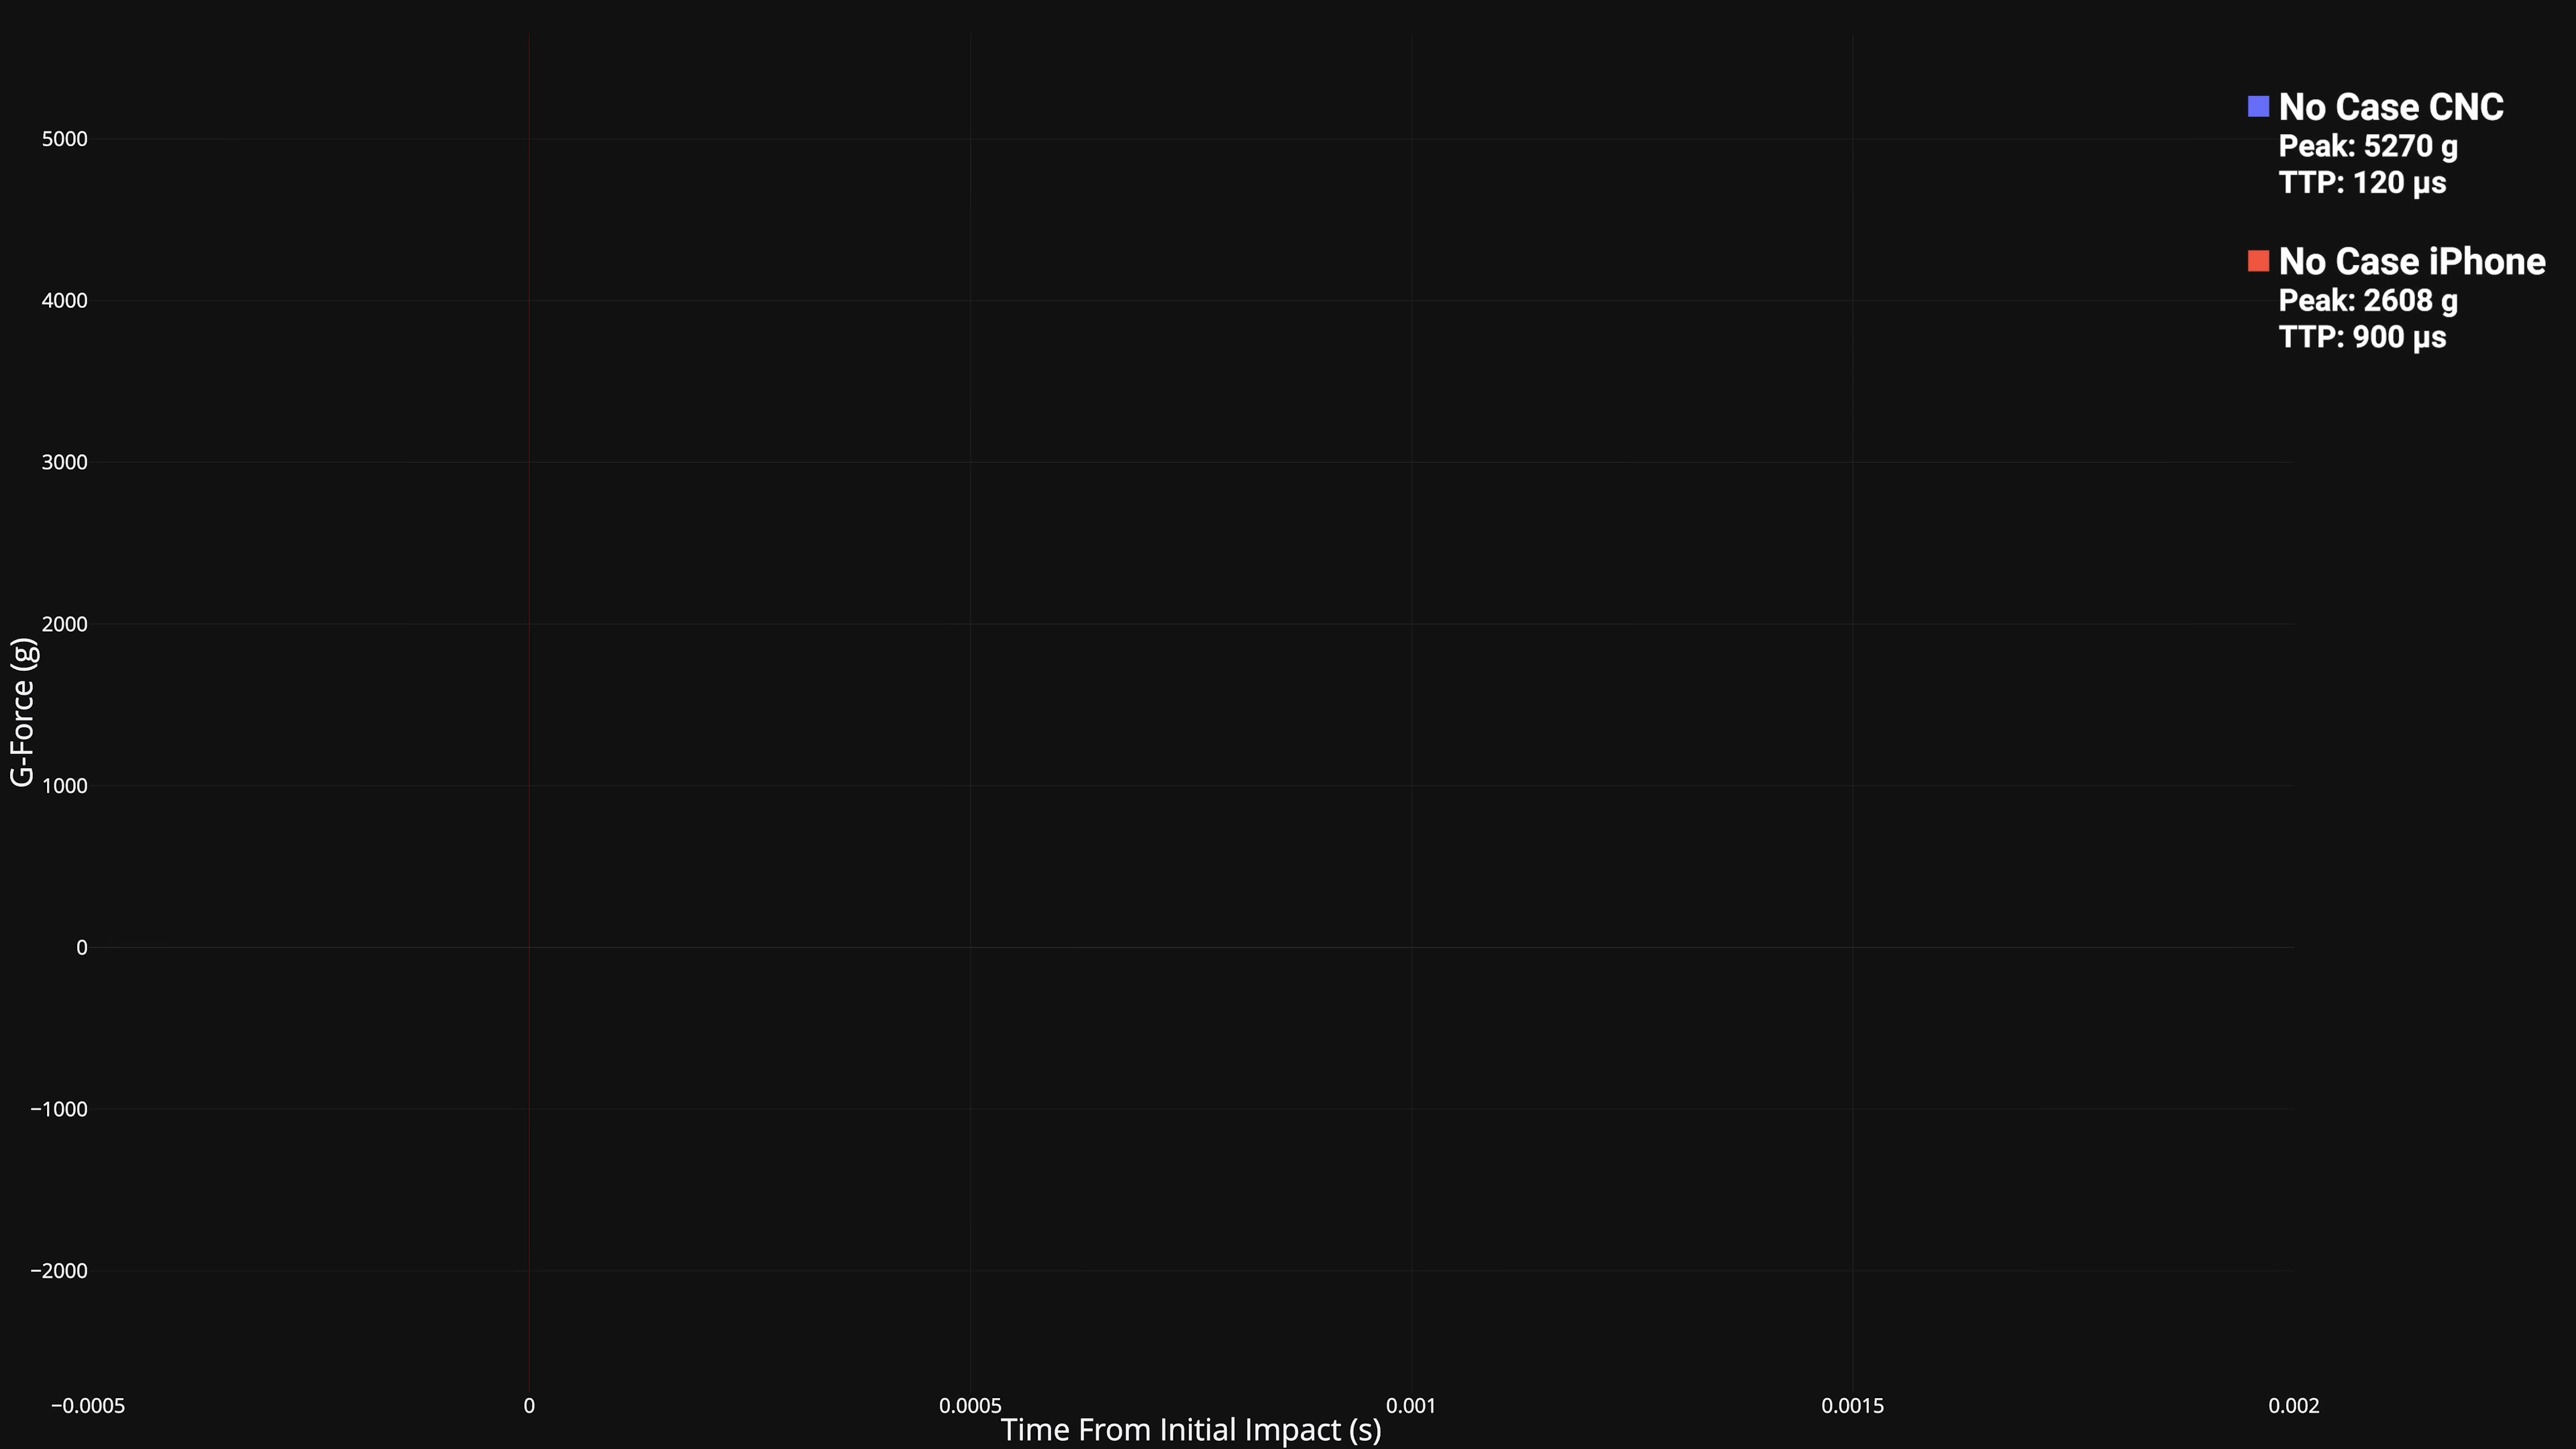 No Case CNC
Peak: 5270 g
TTP: 120 µs
No Case iPhone
Peak: 2608 g
TTP: 900 µs
G-Force (g)
5000
4000
3000
2000
1000
0
−1000
−2000
−0.0005
0
0.0005
0.001
0.0015
0.002
Time From Initial Impact (s)